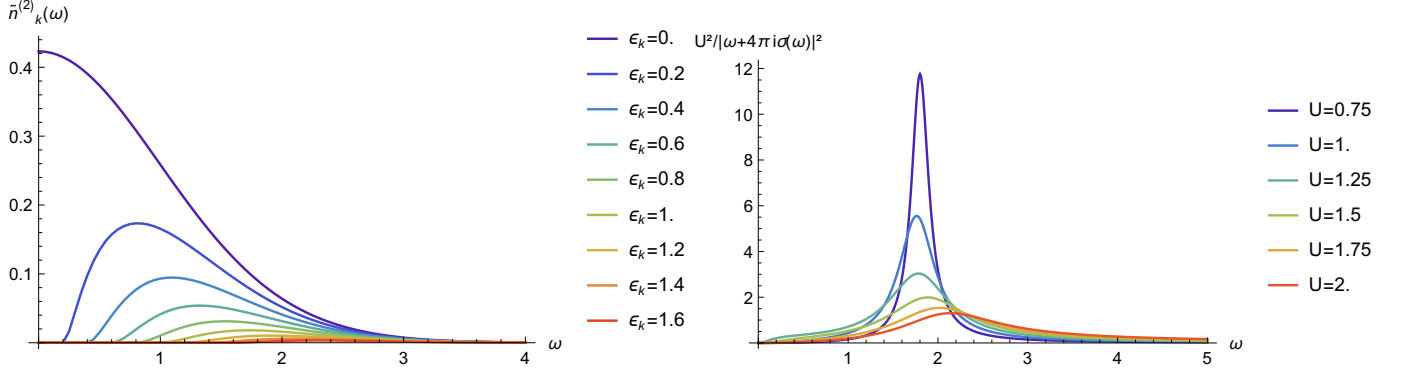 ñ⁽²⁾ₖ(ω)
0.4
0.3
0.2
0.1
1
2
3
4
ω
ϵₖ=0.
ϵₖ=0.2
ϵₖ=0.4
ϵₖ=0.6
ϵₖ=0.8
ϵₖ=1.
ϵₖ=1.2
ϵₖ=1.4
ϵₖ=1.6
U²/|ω+4π iσ(ω)|²
12
10
8
6
4
2
1
2
3
4
5
ω
U=0.75
U=1.
U=1.25
U=1.5
U=1.75
U=2.